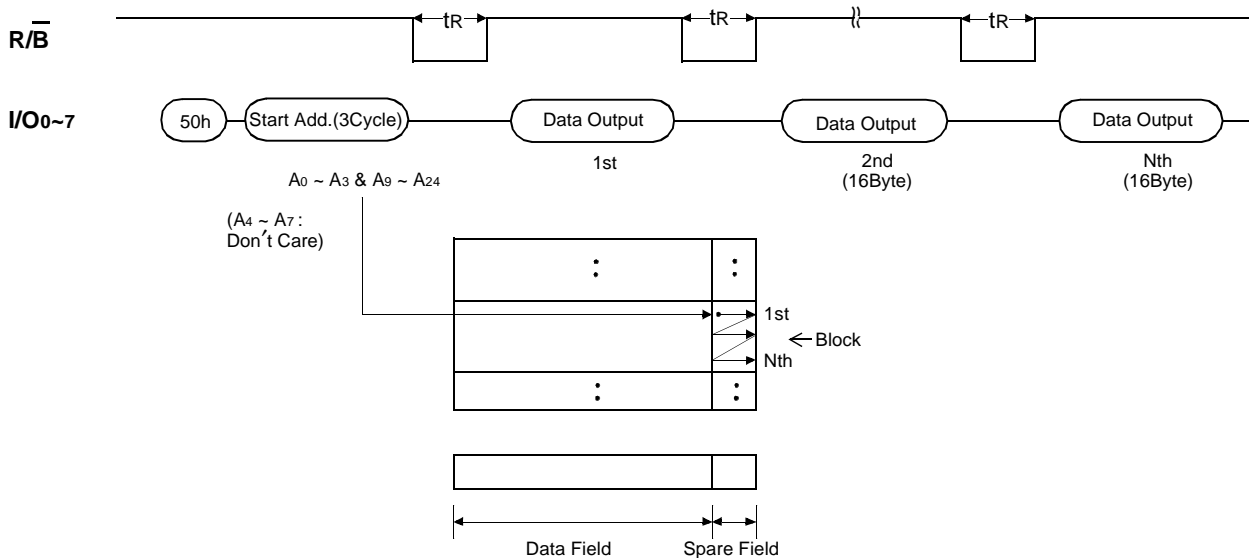 R/B
tR
tR
tR
I/O0~7
50h
Start Add.(3Cycle)
Data Output
Data Output
Data Output
1st
2nd
(16Byte)
Nth
(16Byte)
A0 ~ A3 & A9 ~ A24
(A4 ~ A7 :
Don't Care)
1st
Block
Nth
Data Field
Spare Field